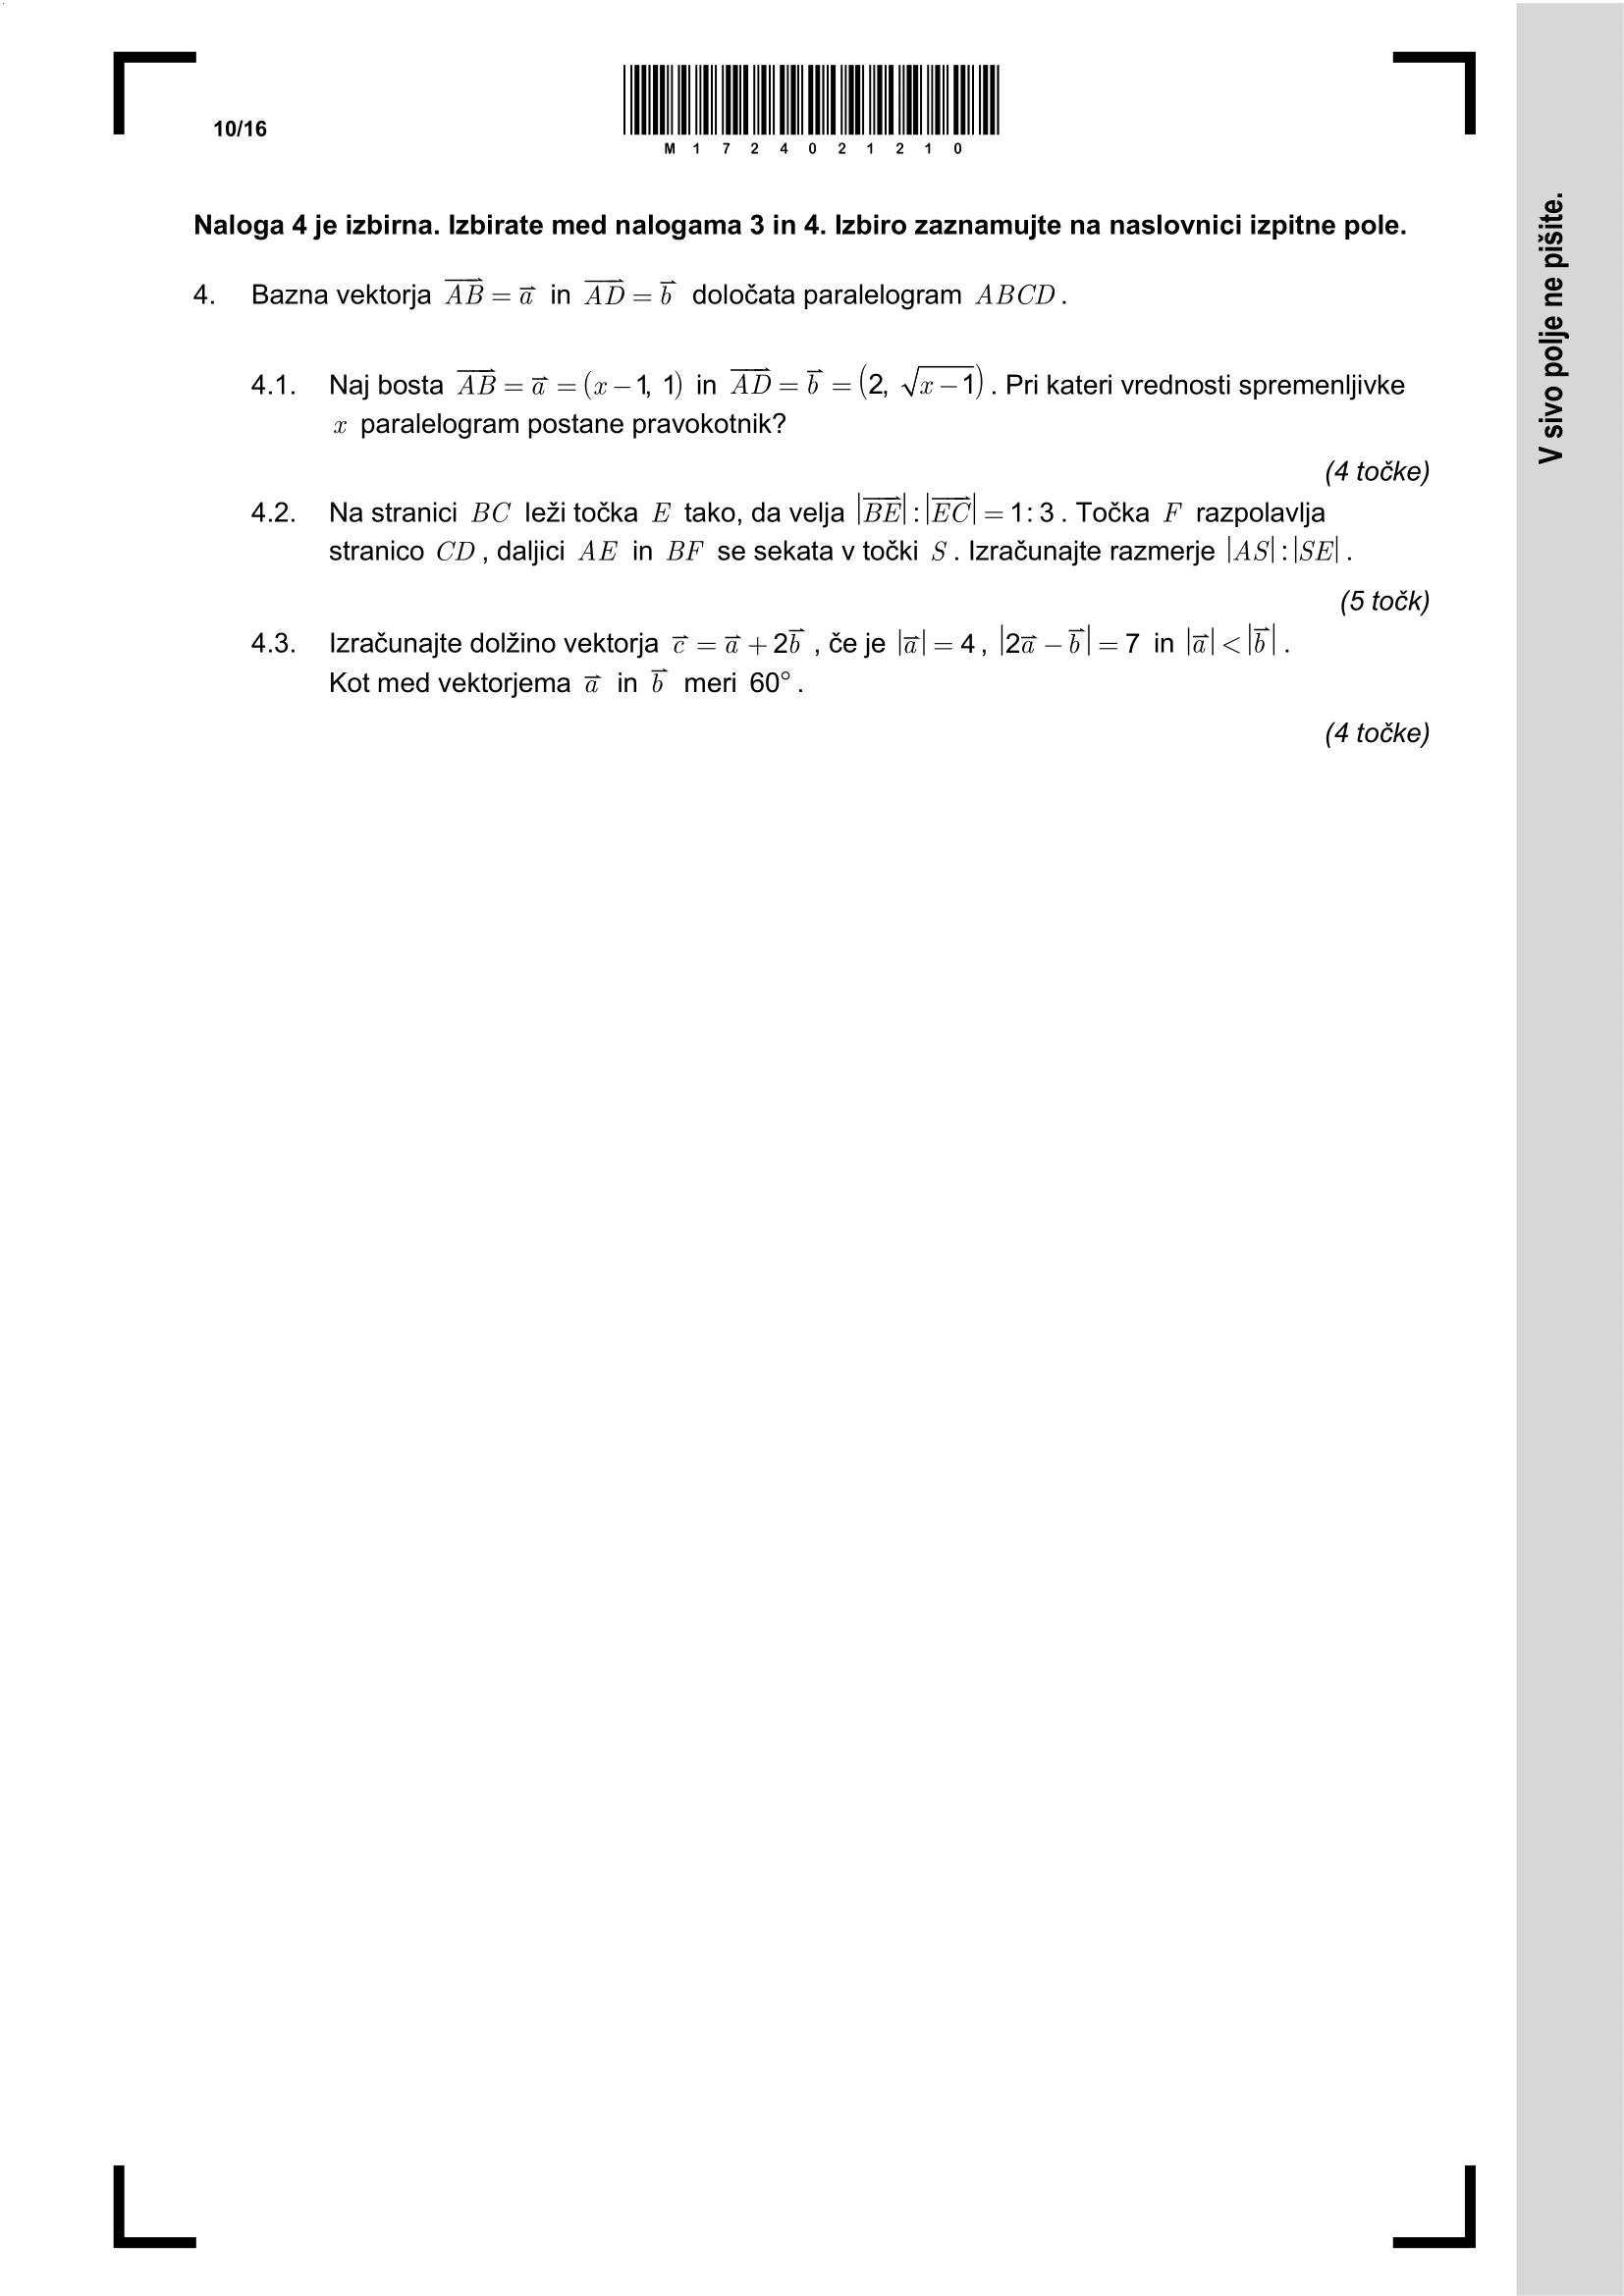 10/16
M 1 7 2 4 0 2 1 2 1 0
V sivo polje ne pišite.
Naloga 4 je izbirna. Izbirate med nalogama 3 in 4. Izbiro zaznamujte na naslovnici izpitne pole.
4. Bazna vektorja $\overrightarrow{AB} = \vec{a}$ in $\overrightarrow{AD} = \vec{b}$ določata paralelogram $ABCD$.
4.1. Naj bosta $\overrightarrow{AB} = \vec{a} = (x-1, 1)$ in $\overrightarrow{AD} = \vec{b} = (2, \sqrt{x-1})$. Pri kateri vrednosti spremenljivke
$x$ paralelogram postane pravokotnik?
(4 točke)
4.2. Na stranici $BC$ leži točka $E$ tako, da velja $|\overrightarrow{BE}| : |\overrightarrow{EC}| = 1:3$. Točka $F$ razpolavlja
stranico $CD$, daljici $AE$ in $BF$ se sekata v točki $S$. Izračunajte razmerje $|AS| : |SE|$.
(5 točk)
4.3. Izračunajte dolžino vektorja $\vec{c} = \vec{a} + 2\vec{b}$, če je $|\vec{a}| = 4$, $|2\vec{a} - \vec{b}| = 7$ in $|\vec{a}| < |\vec{b}|$.
Kot med vektorjema $\vec{a}$ in $\vec{b}$ meri $60°$.
(4 točke)